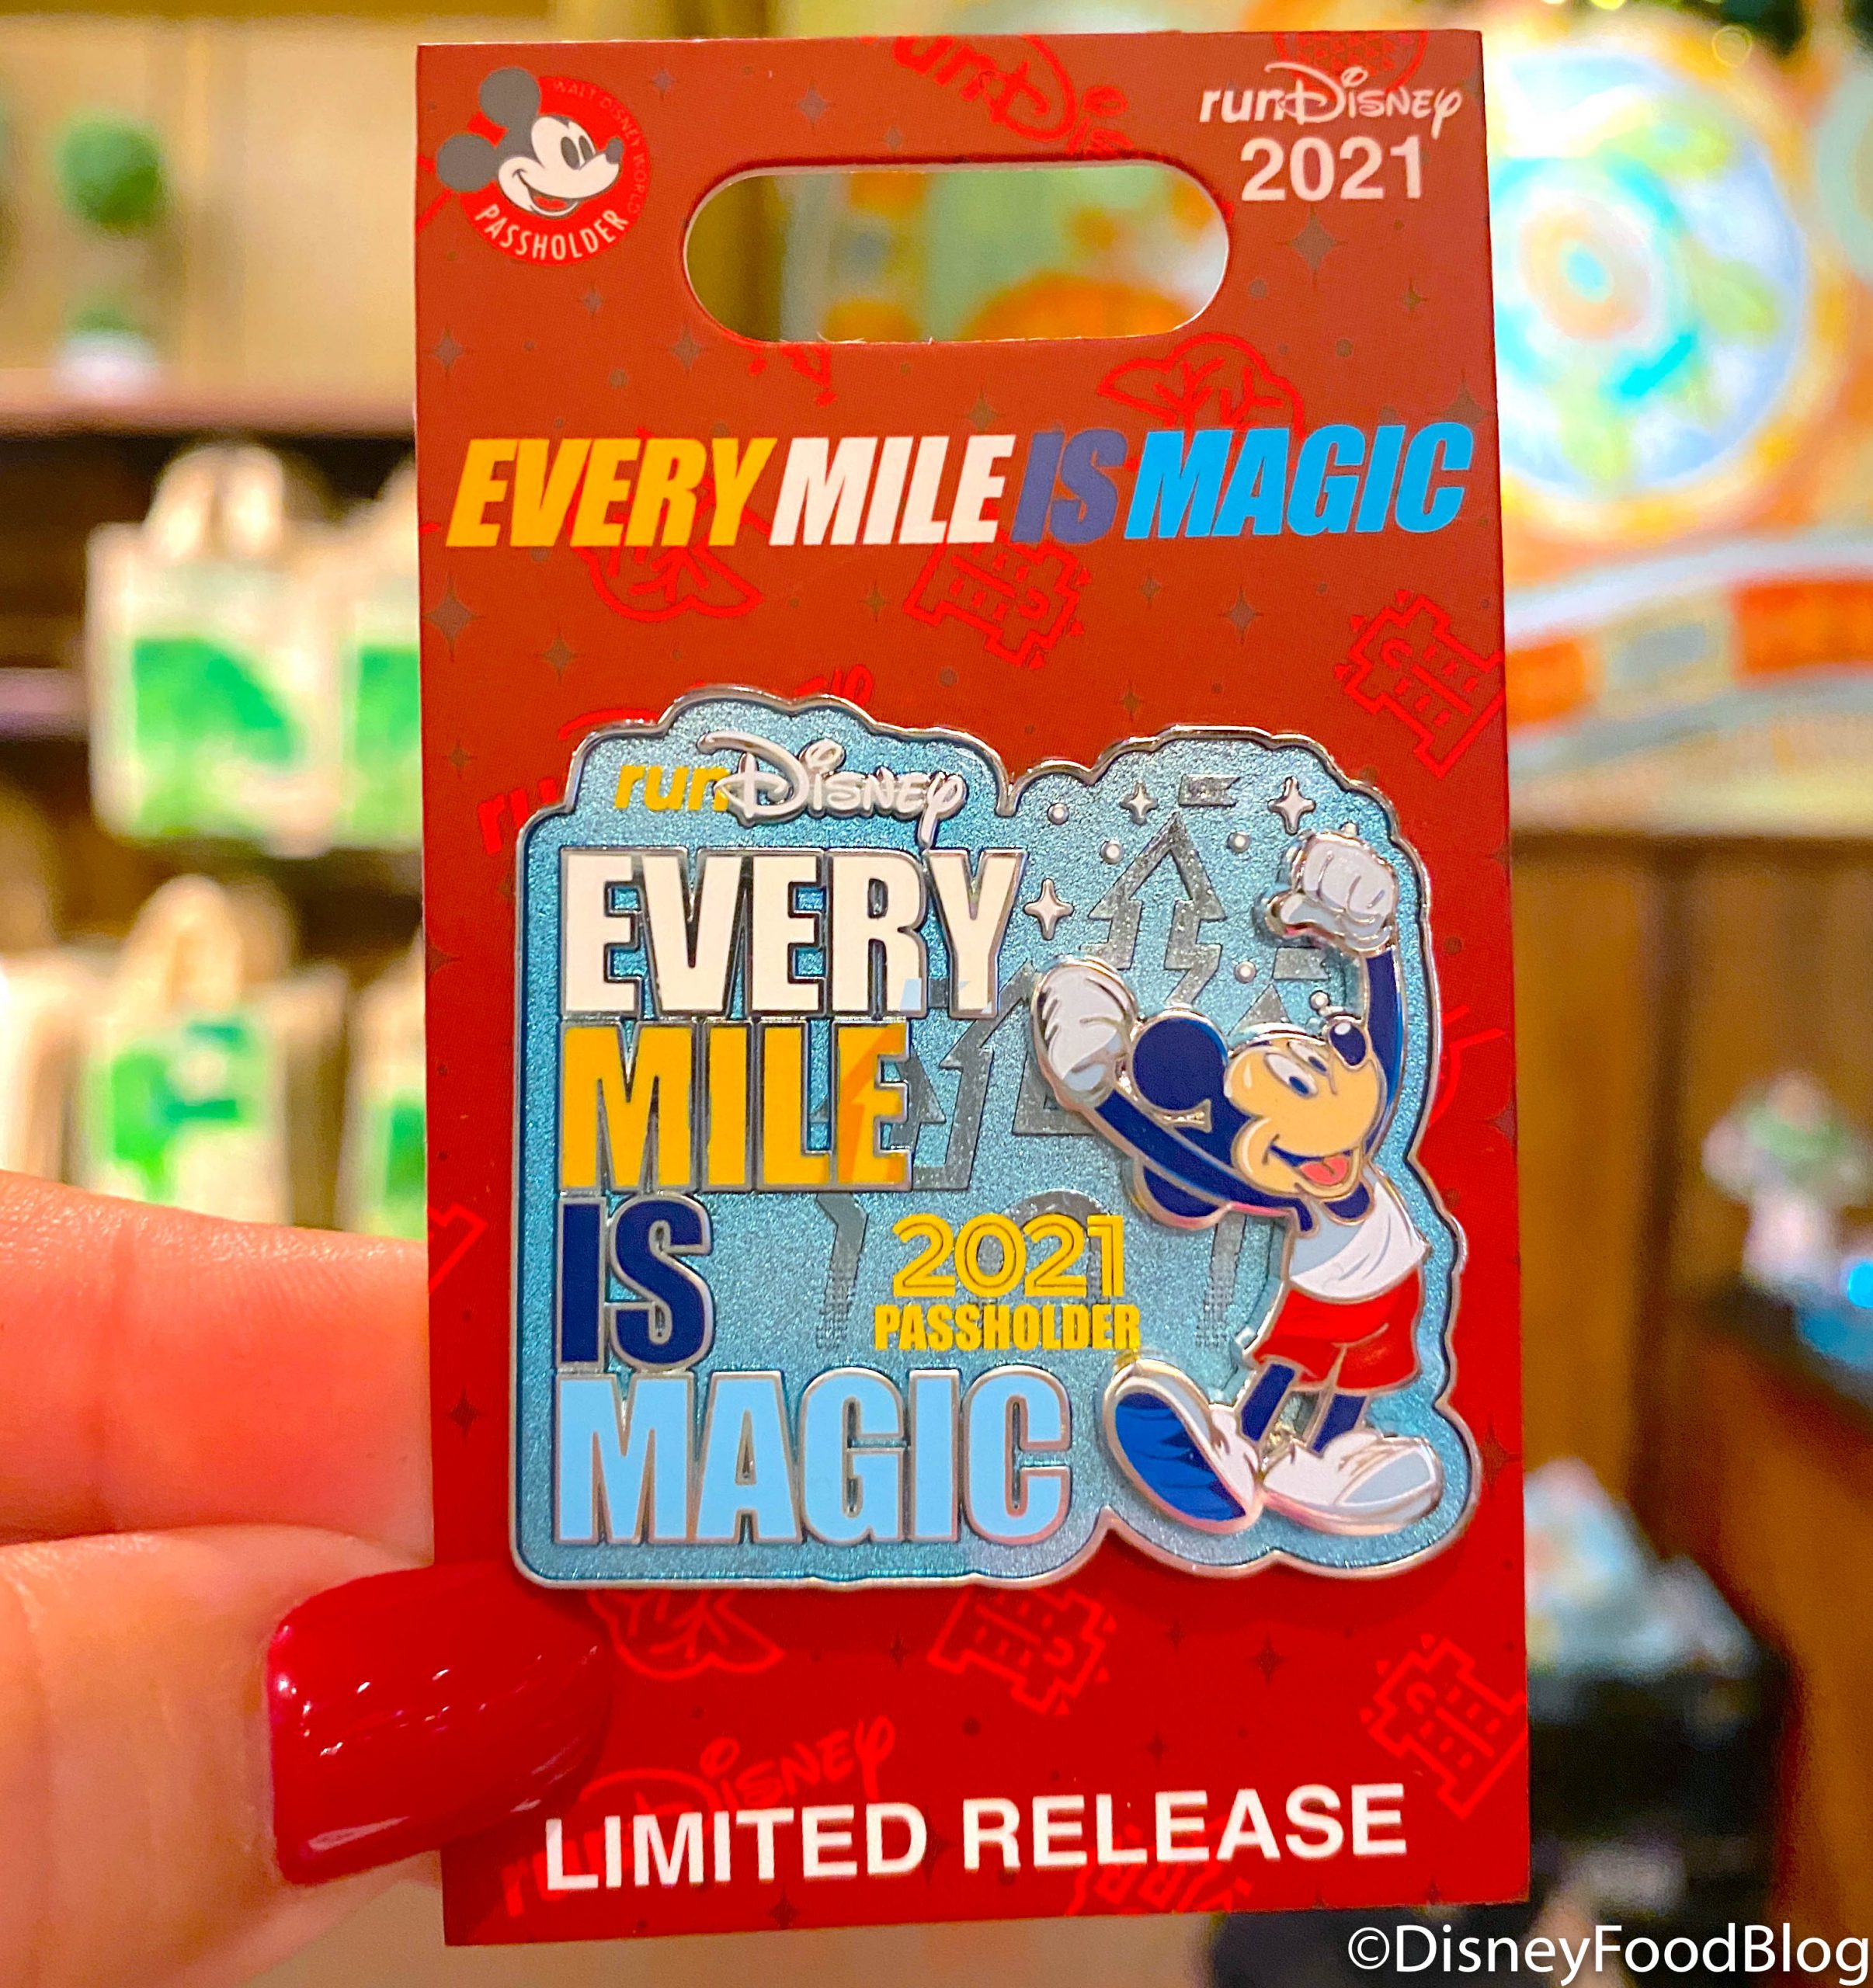 WALT DISNEY WORLD
PASSHOLDER
runDisney
2021
EVERY MILE IS MAGIC
runDisney
EVERY
MILE
IS
MAGIC
2021
PASSHOLDER
runDisney
LIMITED RELEASE
©DisneyFoodBlog